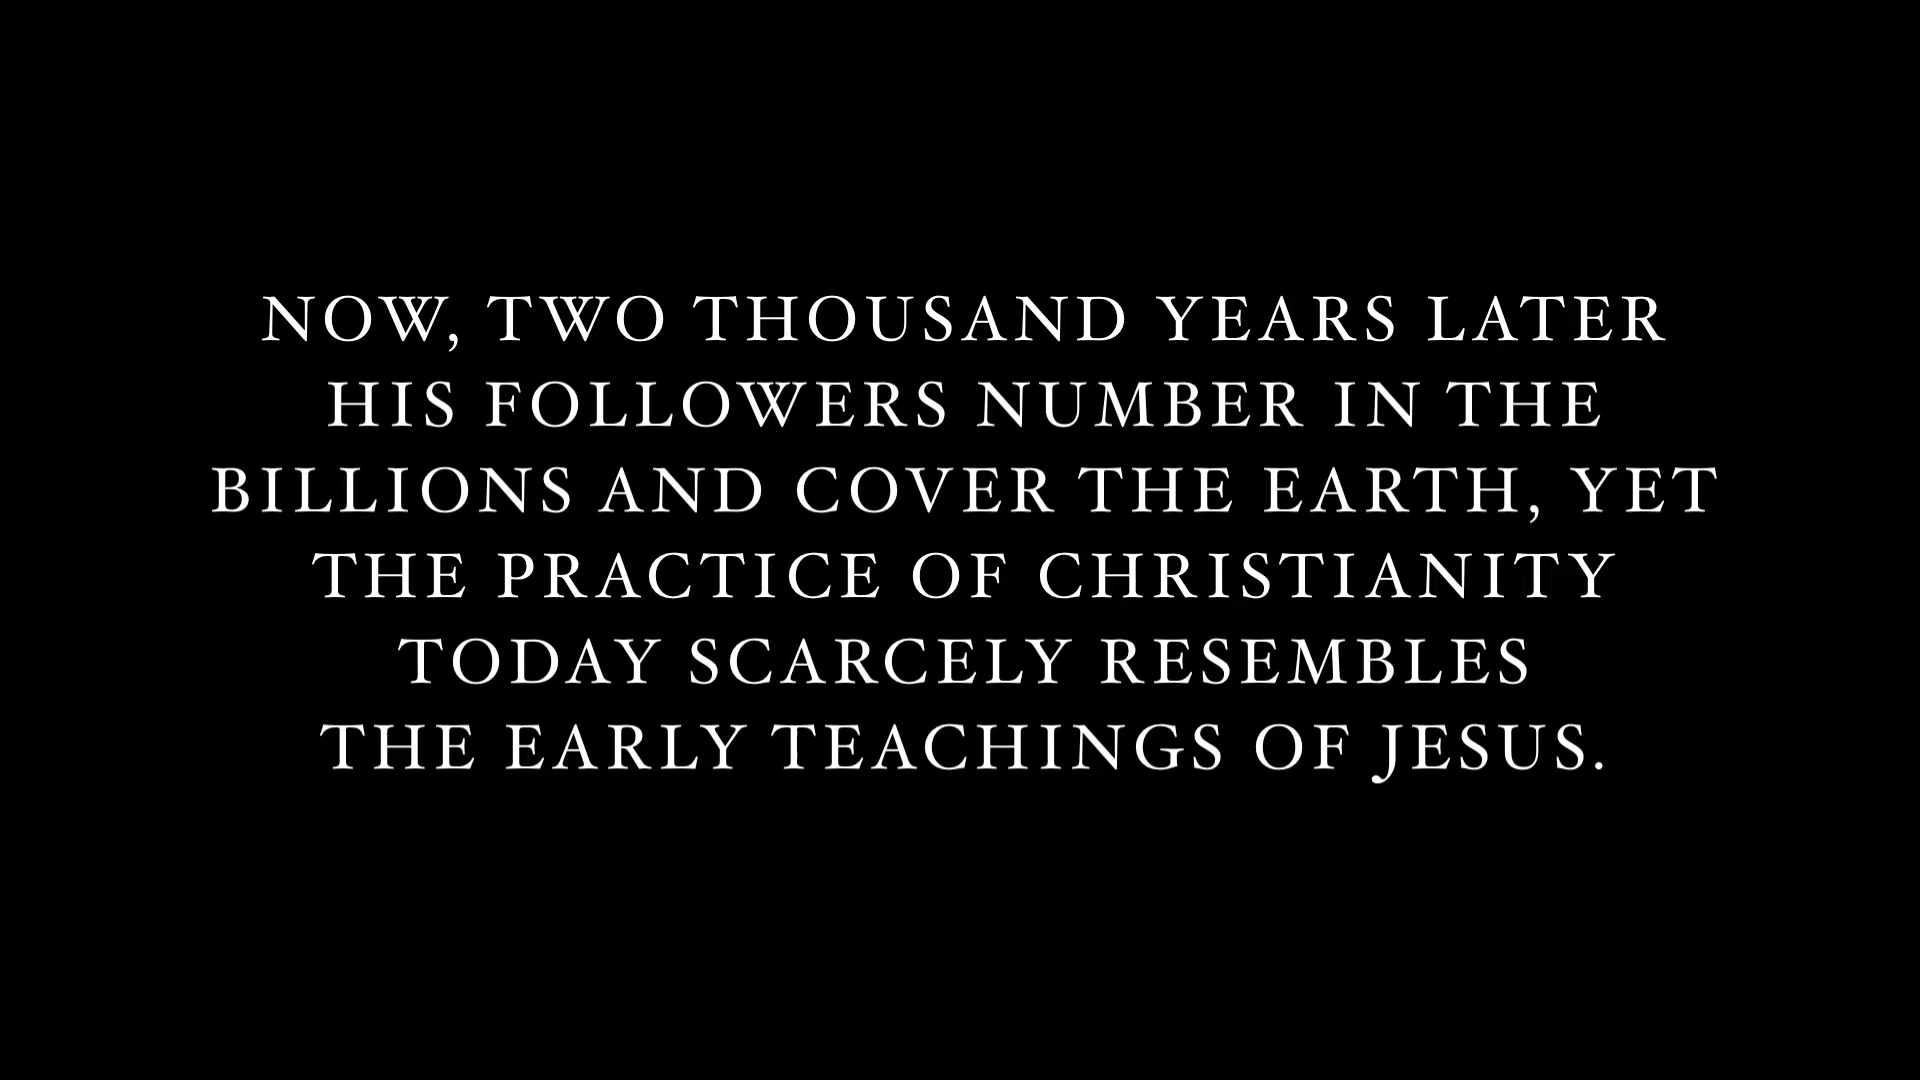 NOW, TWO THOUSAND YEARS LATER
HIS FOLLOWERS NUMBER IN THE
BILLIONS AND COVER THE EARTH, YET
THE PRACTICE OF CHRISTIANITY
TODAY SCARCELY RESEMBLES
THE EARLY TEACHINGS OF JESUS.